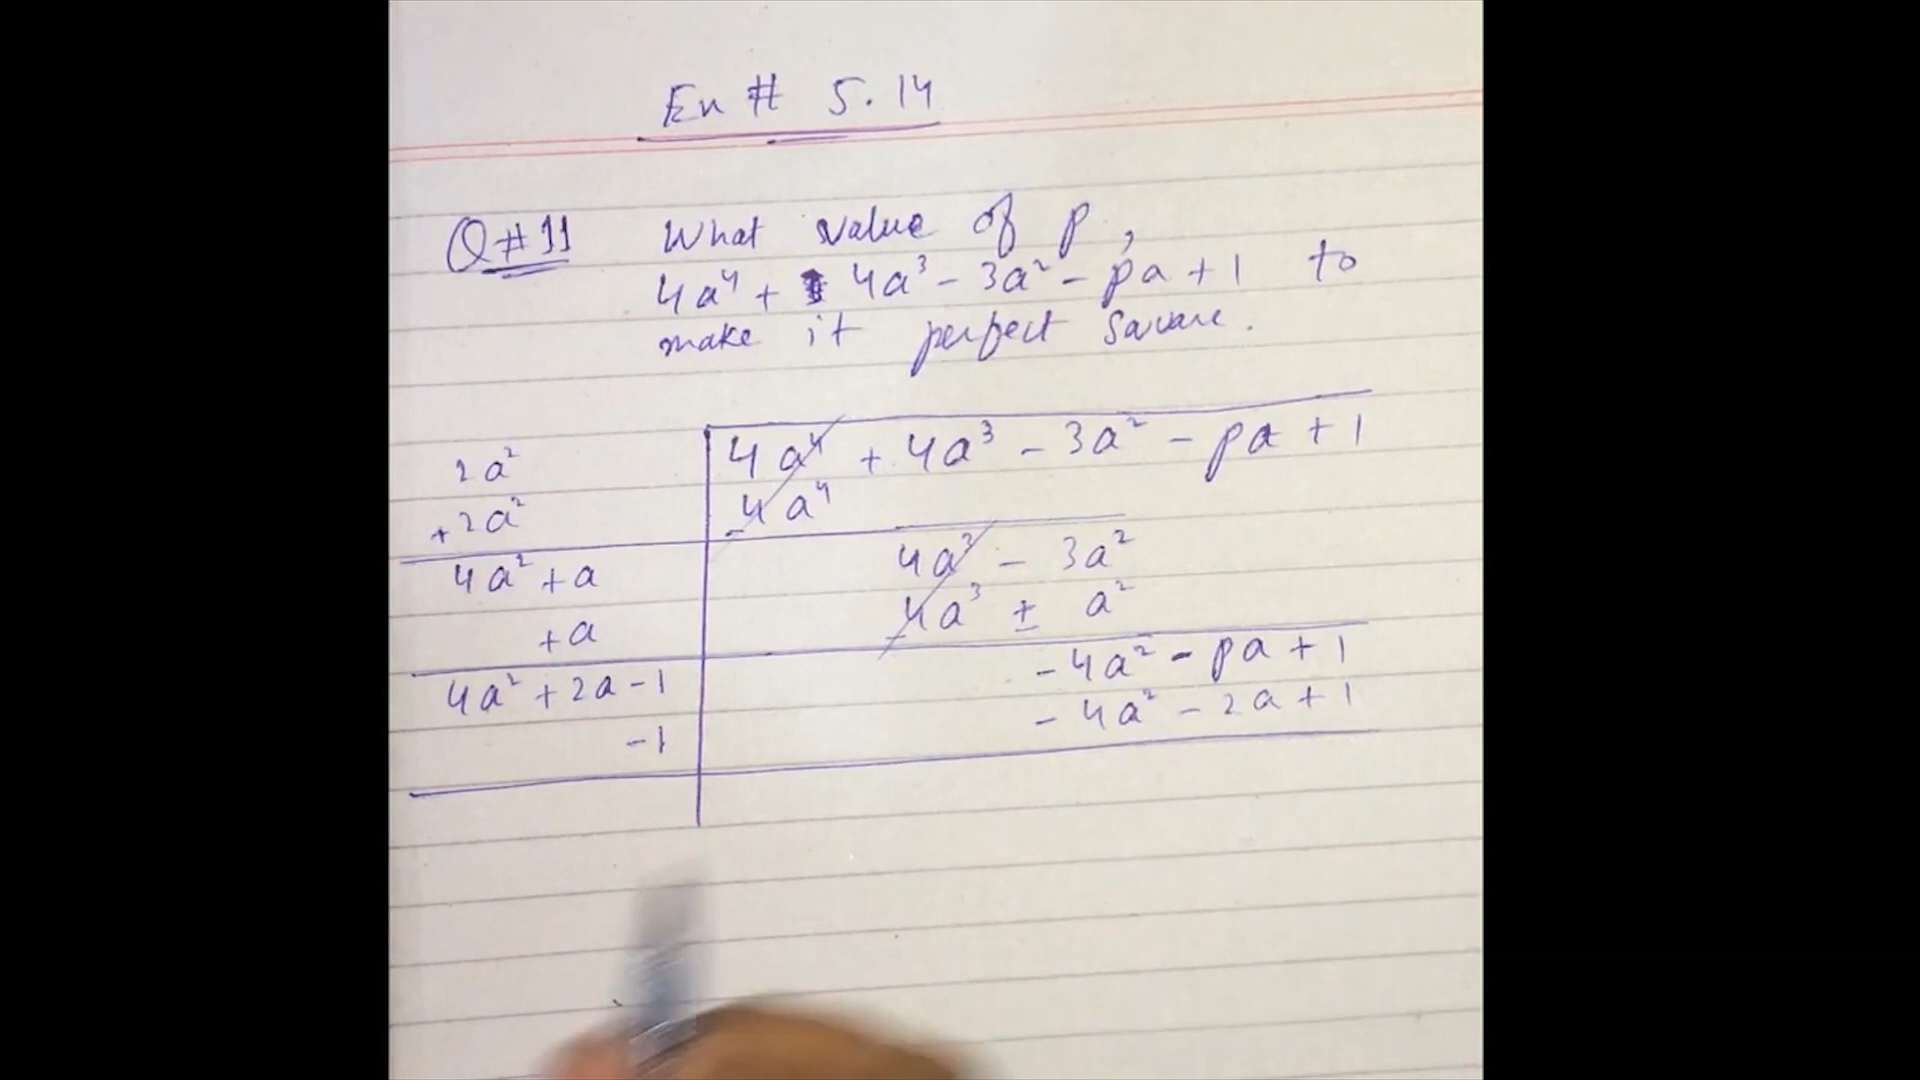 Ex # 5.14
Q#11 What value of p,
4a⁴ + 4a³ - 3a² - pa + 1 to
make it perfect Square.
2a² 4a⁴ + 4a³ - 3a² - pa + 1
+2a² -4a⁴
4a² + a 4a³ - 3a²
+a -4a³ ± a²
4a² + 2a - 1 -4a² - pa + 1
-1 -4a² - 2a + 1